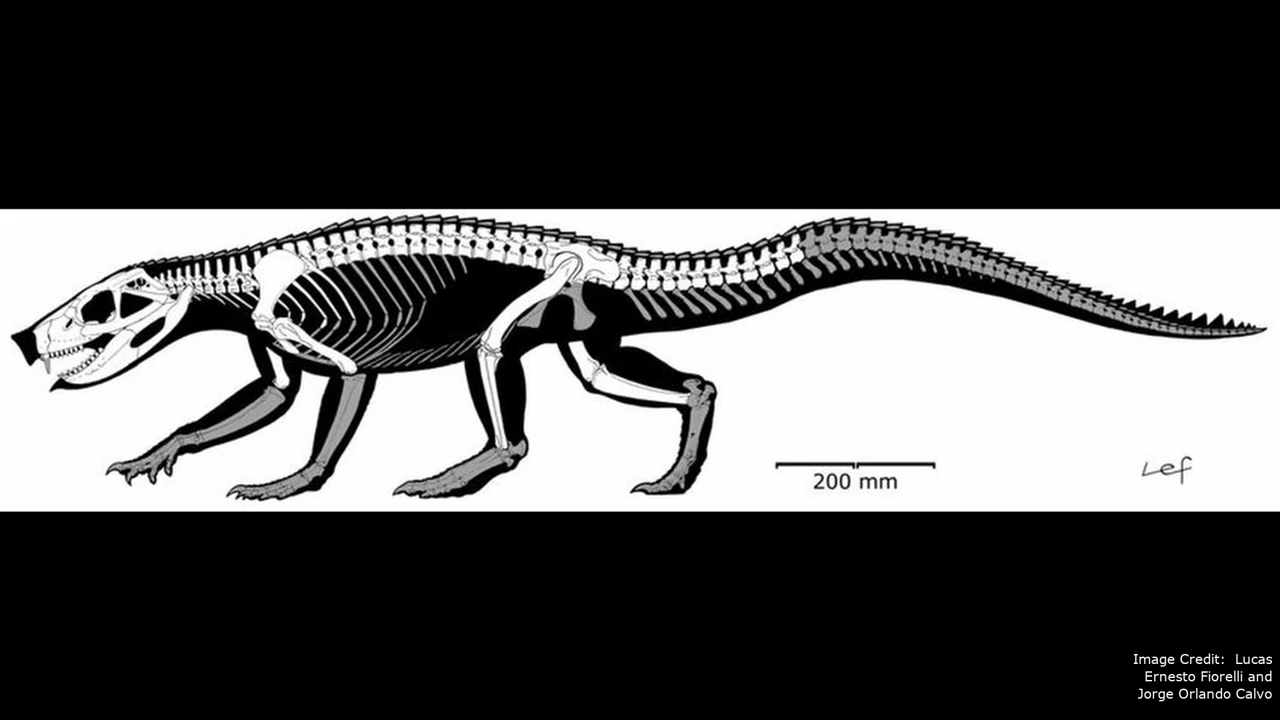 200 mm
Lef
Image Credit:  Lucas
Ernesto Fiorelli and
Jorge Orlando Calvo